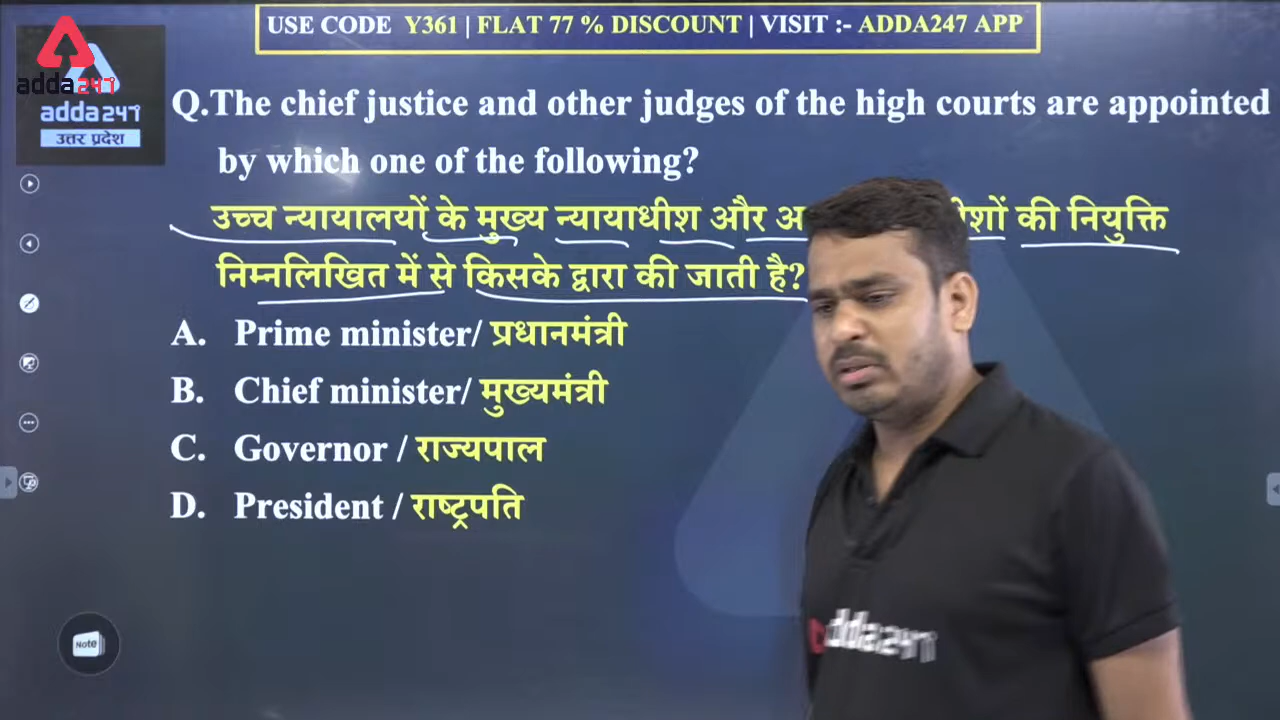 USE CODE Y361 | FLAT 77 % DISCOUNT | VISIT :- ADDA247 APP
adda247
adda247
उत्तर प्रदेश
Q.The chief justice and other judges of the high courts are appointed
by which one of the following?
उच्च न्यायालयों के मुख्य न्यायाधीश और की नियुक्ति
निम्नलिखित में से किसके द्वारा की जाती है?
A. Prime minister/ प्रधानमंत्री
B. Chief minister/ मुख्यमंत्री
C. Governor / राज्यपाल
D. President / राष्ट्रपति
Note
adda247